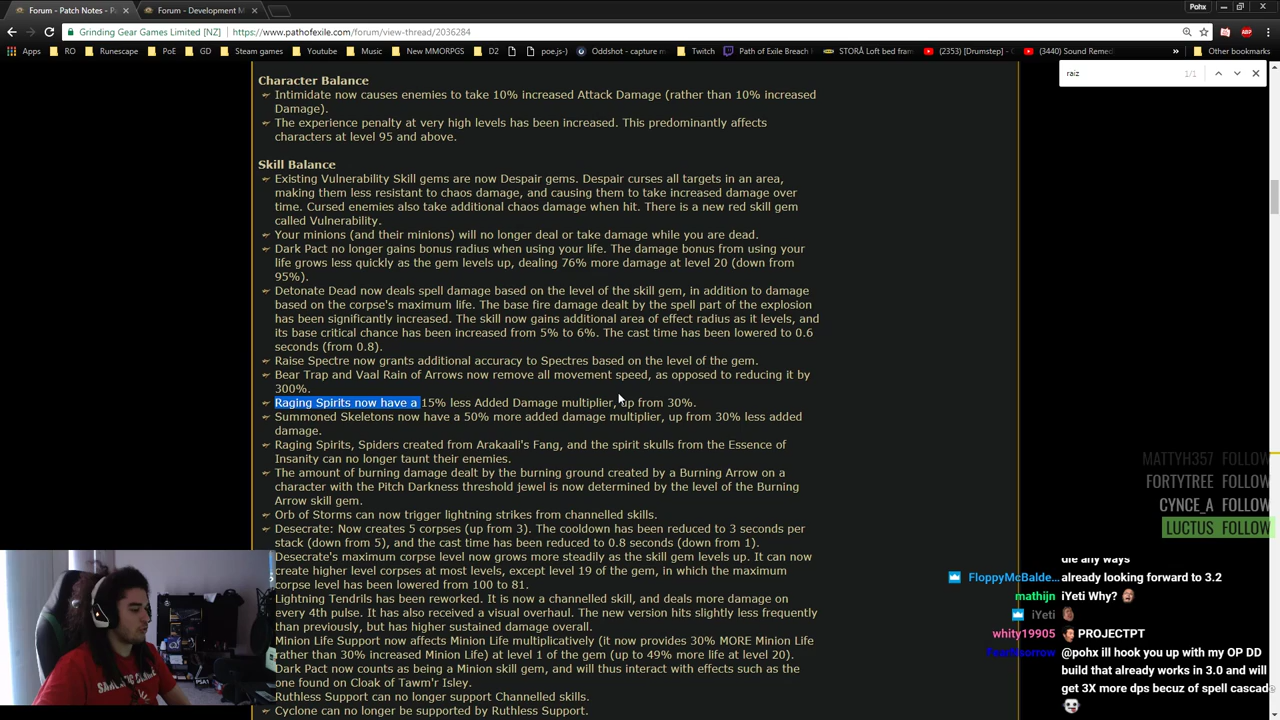 Forum - Patch Notes - P
Forum - Development M
Pohx
Grinding Gear Games Limited [NZ]
https://www.pathofexile.com/forum/view-thread/2036284
Apps
RO
Runescape
PoE
GD
Steam games
Youtube
Music
New MMORPGS
D2
poe.js-)
Oddshot - capture m
Twitch
Path of Exile Breach
STORÅ Loft bed fram
(2353) [Drumstep] —
(3440) Sound Remed
Other bookmarks
raiz
1/1
Character Balance
Intimidate now causes enemies to take 10% increased Attack Damage (rather than 10% increased
Damage).
The experience penalty at very high levels has been increased. This predominantly affects
characters at level 95 and above.
Skill Balance
Existing Vulnerability Skill gems are now Despair gems. Despair curses all targets in an area,
making them less resistant to chaos damage, and causing them to take increased damage over
time. Cursed enemies also take additional chaos damage when hit. There is a new red skill gem
called Vulnerability.
Your minions (and their minions) will no longer deal or take damage while you are dead.
Dark Pact no longer gains bonus radius when using your life. The damage bonus from using your
life grows less quickly as the gem levels up, dealing 76% more damage at level 20 (down from
95%).
Detonate Dead now deals spell damage based on the level of the skill gem, in addition to damage
based on the corpse's maximum life. The base fire damage dealt by the spell part of the explosion
has been significantly increased. The skill now gains additional area of effect radius as it levels, and
its base critical chance has been increased from 5% to 6%. The cast time has been lowered to 0.6
seconds (from 0.8).
Raise Spectre now grants additional accuracy to Spectres based on the level of the gem.
Bear Trap and Vaal Rain of Arrows now remove all movement speed, as opposed to reducing it by
300%.
Raging Spirits now have a 15% less Added Damage multiplier, up from 30%.
Summoned Skeletons now have a 50% more added damage multiplier, up from 30% less added
damage.
Raging Spirits, Spiders created from Arakaali's Fang, and the spirit skulls from the Essence of
Insanity can no longer taunt their enemies.
The amount of burning damage dealt by the burning ground created by a Burning Arrow on a
character with the Pitch Darkness threshold jewel is now determined by the level of the Burning
Arrow skill gem.
Orb of Storms can now trigger lightning strikes from channelled skills.
Desecrate: Now creates 5 corpses (up from 3). The cooldown has been reduced to 3 seconds per
stack (down from 5), and the cast time has been reduced to 0.8 seconds (down from 1).
Desecrate's maximum corpse level now grows more steadily as the skill gem levels up. It can now
create higher level corpses at most levels, except level 19 of the gem, in which the maximum
corpse level has been lowered from 100 to 81.
Lightning Tendrils has been reworked. It is now a channelled skill, and deals more damage on
every 4th pulse. It has also received a visual overhaul. The new version hits slightly less frequently
than previously, but has higher sustained damage overall.
Minion Life Support now affects Minion Life multiplicatively (it now provides 30% MORE Minion Life
rather than 30% increased Minion Life) at level 1 of the gem (up to 49% more life at level 20).
Dark Pact now counts as being a Minion skill gem, and will thus interact with effects such as the
one found on Cloak of Tawm'r Isley.
Ruthless Support can no longer support Channelled skills.
Cyclone can no longer be supported by Ruthless Support.
MATTYH357 FOLLOW
FORTYTREE FOLLOW
CYNCE_A FOLLOW
LUCTUS FOLLOW
die any ways
FloppyMcBalde... already looking forward to 3.2
mathijn iYeti Why?
iYeti
whity19905 PROJECTPT
@pohx ill hook you up with my OP DD
build that already works in 3.0 and will
get 3X more dps becuz of spell cascade